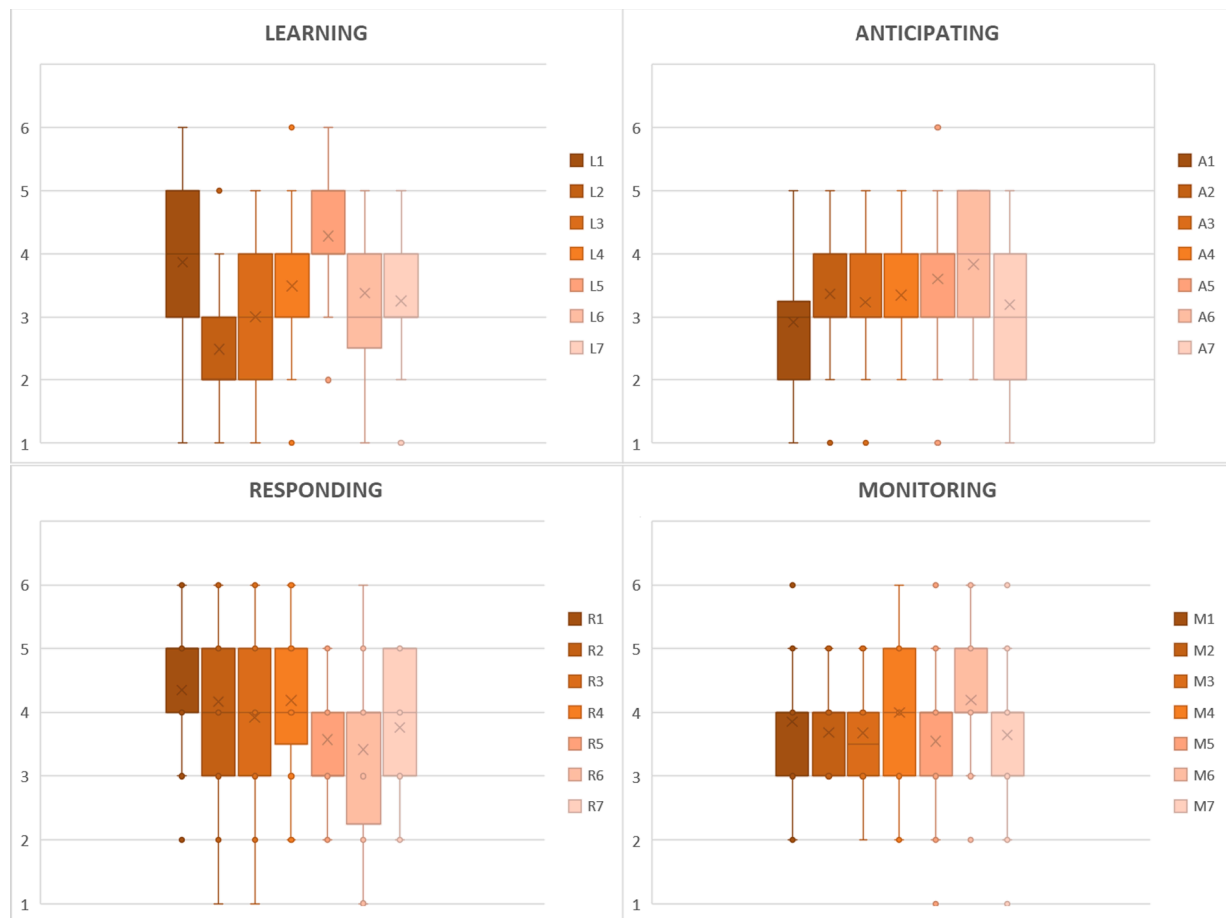 LEARNING
6
5
4
3
2
1
L1
L2
L3
L4
L5
L6
L7
ANTICIPATING
6
5
4
3
2
1
A1
A2
A3
A4
A5
A6
A7
RESPONDING
6
5
4
3
2
1
R1
R2
R3
R4
R5
R6
R7
MONITORING
6
5
4
3
2
1
M1
M2
M3
M4
M5
M6
M7